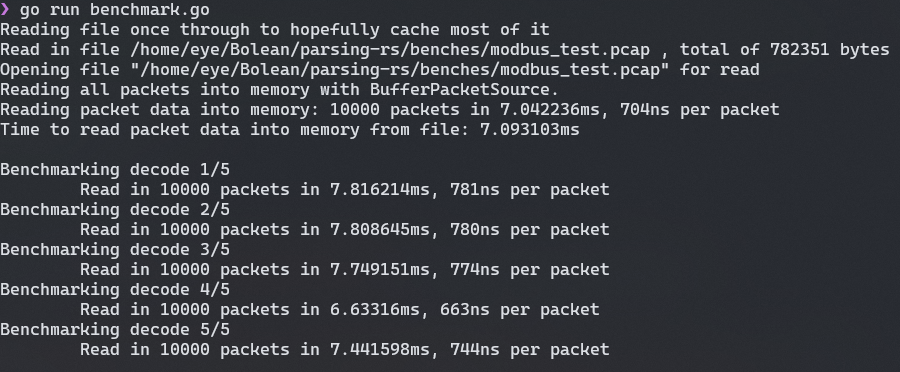 ❯ go run benchmark.go
Reading file once through to hopefully cache most of it
Read in file /home/eye/Bolean/parsing-rs/benches/modbus_test.pcap , total of 782351 bytes
Opening file "/home/eye/Bolean/parsing-rs/benches/modbus_test.pcap" for read
Reading all packets into memory with BufferPacketSource.
Reading packet data into memory: 10000 packets in 7.042236ms, 704ns per packet
Time to read packet data into memory from file: 7.093103ms
Benchmarking decode 1/5
Read in 10000 packets in 7.816214ms, 781ns per packet
Benchmarking decode 2/5
Read in 10000 packets in 7.808645ms, 780ns per packet
Benchmarking decode 3/5
Read in 10000 packets in 7.749151ms, 774ns per packet
Benchmarking decode 4/5
Read in 10000 packets in 6.63316ms, 663ns per packet
Benchmarking decode 5/5
Read in 10000 packets in 7.441598ms, 744ns per packet